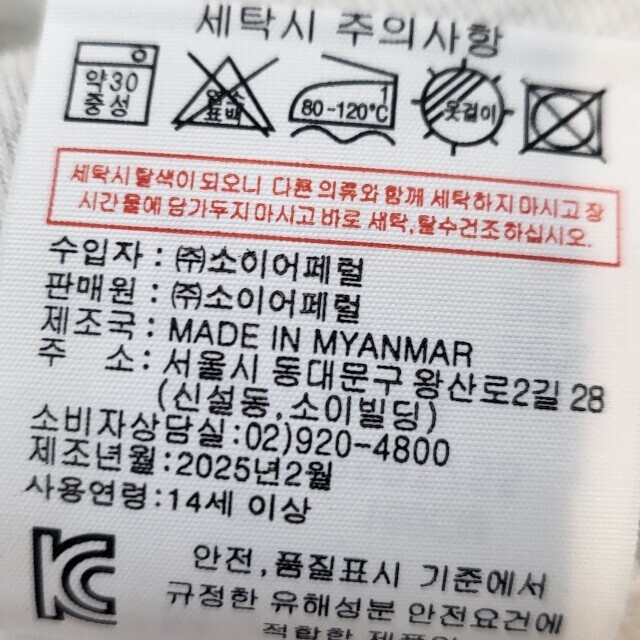 세탁시 주의사항
약30
중성
염소
표백
1
80-120°C
옷걸이
세탁시 탈색이 되오니 다른 의류와 함께 세탁하지 마시고 장
시간 물에 담가두지 마시고 바로 세탁,탈수건조 하십시오.
수입자 : ㈜소이어페럴
판매원 : ㈜소이어페럴
제조국 : MADE IN MYANMAR
주 소 : 서울시 동대문구 왕산로2길 28
(신설동,소이빌딩)
소비자상담실:02)920-4800
제조년월:2025년2월
사용연령:14세 이상
KC
안전,품질표시 기준에서
규정한 유해성분 안전요건에
적합한 제품